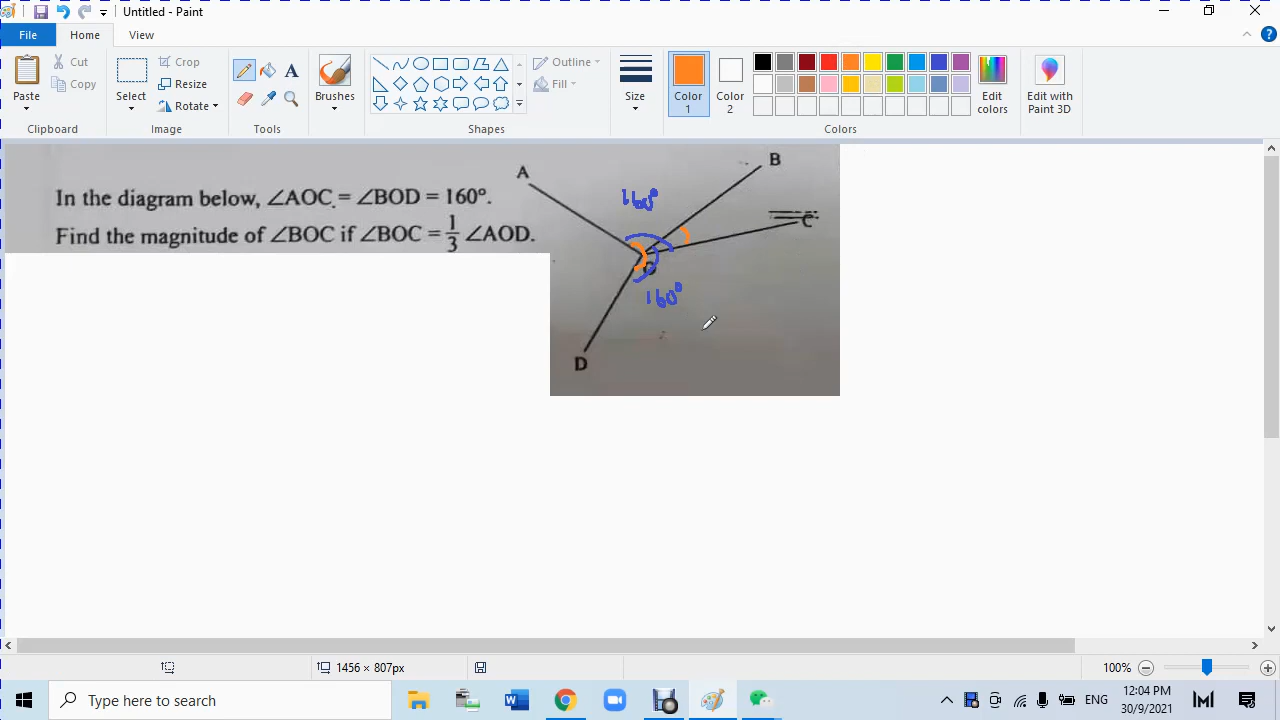 Untitled - Paint
File
Home
View
Paste
Cut
Copy
Clipboard
Select
Crop
Resize
Rotate
Image
Tools
Brushes
Shapes
Outline
Fill
Size
Color
1
Color
2
Colors
Edit
colors
Edit with
Paint 3D
In the diagram below, ∠AOC = ∠BOD = 160°.
Find the magnitude of ∠BOC if ∠BOC = 1/3 ∠AOD.
A
B
C
O
D
160°
160°
1456 × 807px
100%
Type here to search
ENG
12:04 PM
30/9/2021